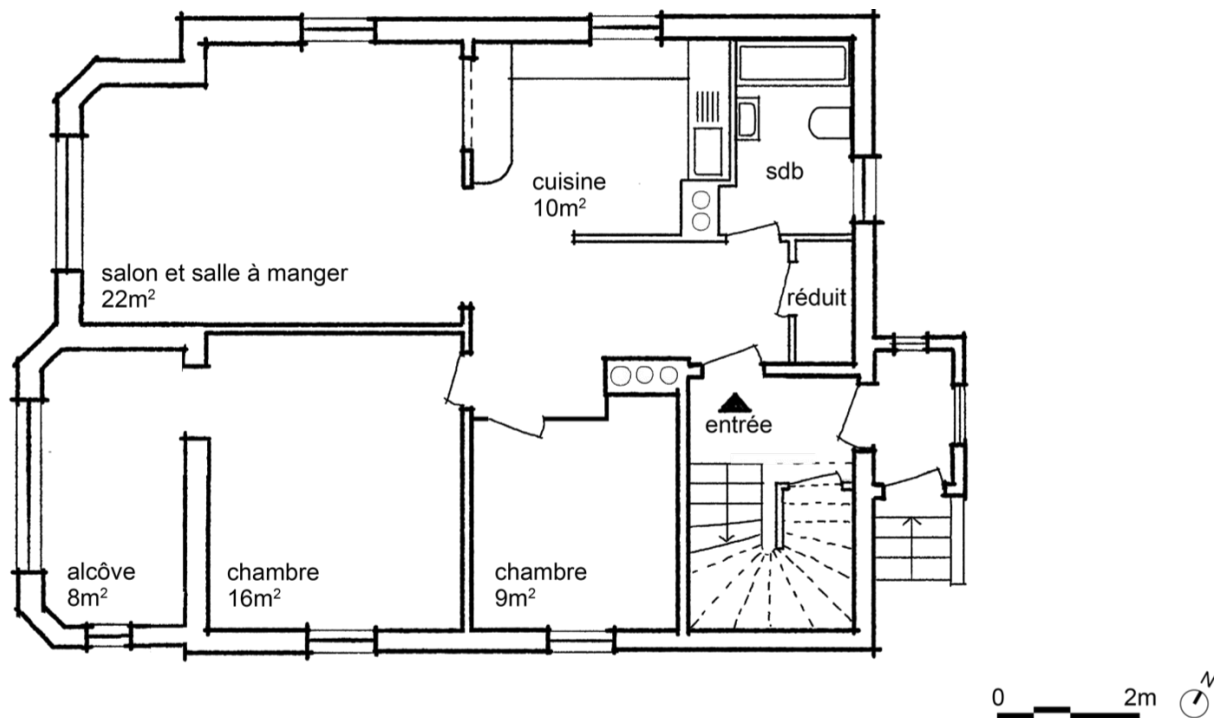 cuisine
10m²
sdb
salon et salle à manger
22m²
réduit
entrée
alcôve
8m²
chambre
16m²
chambre
9m²
0 2m
N